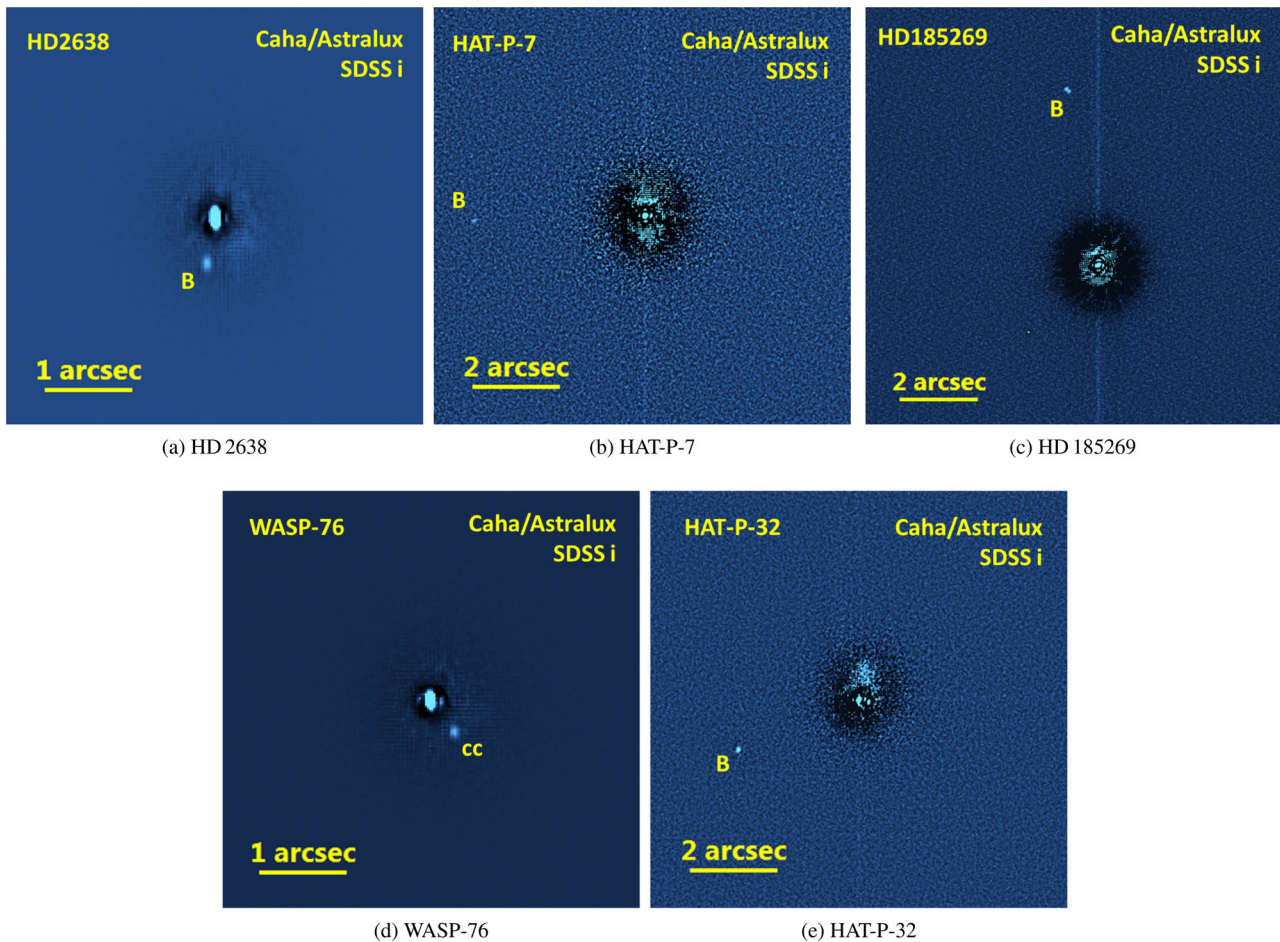 HD2638
Caha/Astralux
SDSS i
B
1 arcsec
(a) HD 2638
HAT-P-7
Caha/Astralux
SDSS i
B
2 arcsec
(b) HAT-P-7
HD185269
Caha/Astralux
SDSS i
B
2 arcsec
(c) HD 185269
WASP-76
Caha/Astralux
SDSS i
cc
1 arcsec
(d) WASP-76
HAT-P-32
Caha/Astralux
SDSS i
B
2 arcsec
(e) HAT-P-32